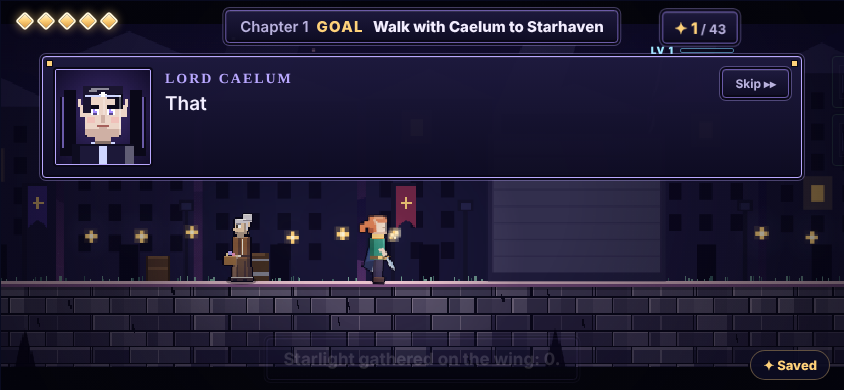 Chapter 1 GOAL Walk with Caelum to Starhaven
✦ 1 / 43
LV 1
LORD CAELUM
Skip ▸▸
That
Starlight gathered on the wing: 0.
✦ Saved